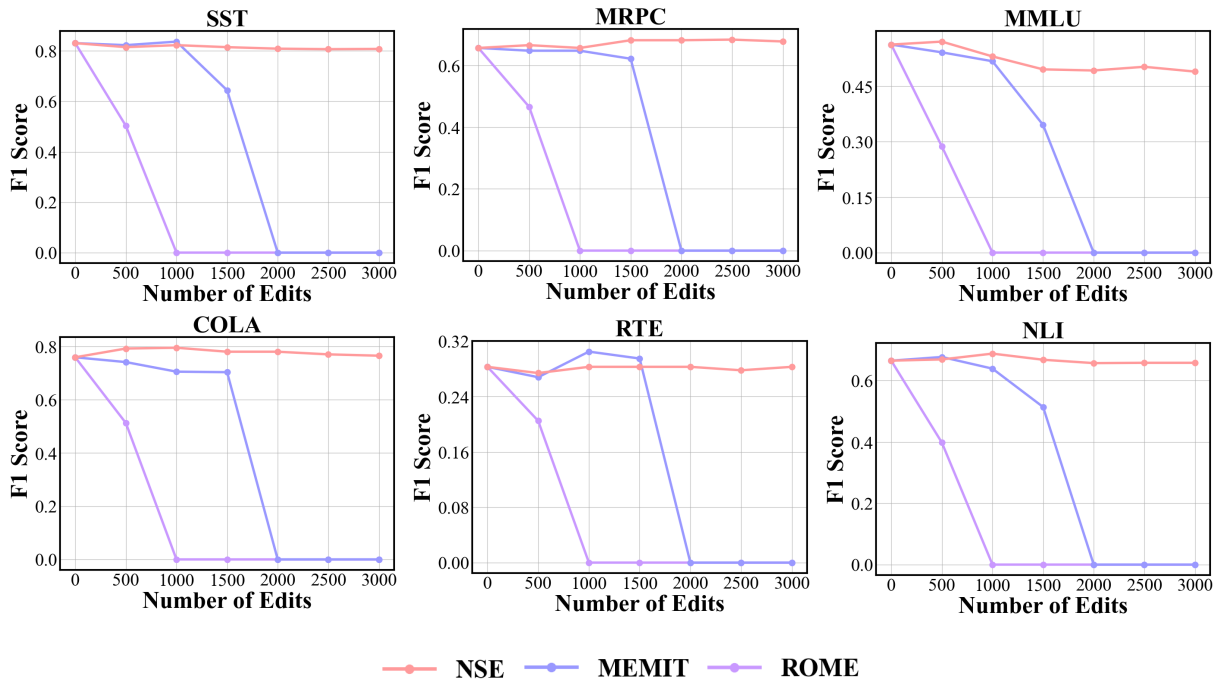 SST
F1 Score
0.8
0.6
0.4
0.2
0.0
0 500 1000 1500 2000 2500 3000
Number of Edits
MRPC
F1 Score
0.6
0.4
0.2
0.0
0 500 1000 1500 2000 2500 3000
Number of Edits
MMLU
F1 Score
0.45
0.30
0.15
0.00
0 500 1000 1500 2000 2500 3000
Number of Edits
COLA
F1 Score
0.8
0.6
0.4
0.2
0.0
0 500 1000 1500 2000 2500 3000
Number of Edits
RTE
F1 Score
0.32
0.24
0.16
0.08
0.00
0 500 1000 1500 2000 2500 3000
Number of Edits
NLI
F1 Score
0.6
0.4
0.2
0.0
0 500 1000 1500 2000 2500 3000
Number of Edits
NSE MEMIT ROME